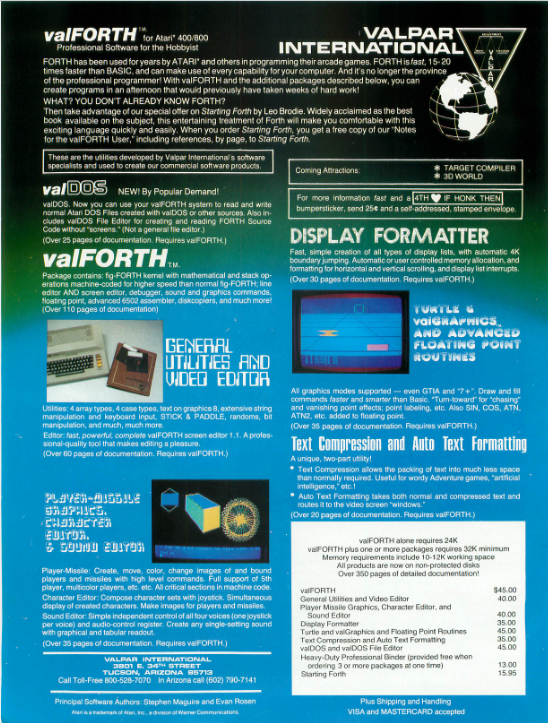 valFORTH T.M. for Atari* 400/800
Professional Software for the Hobbyist
VALPAR
INTERNATIONAL
FORTH has been used for years by ATARI* and others in programming their arcade games. FORTH is fast, 15-20
times faster than BASIC, and can make use of every capability for your computer. And it's no longer the province
of the professional programmer! With valFORTH and the additional packages described below, you can
create programs in an afternoon that would previously have taken weeks of hard work!
WHAT? YOU DON'T ALREADY KNOW FORTH?
Then take advantage of our special offer on Starting Forth by Leo Brodie. Widely acclaimed as the best
book available on the subject, this entertaining treatment of Forth will make you comfortable with this
exciting language quickly and easily. When you order Starting Forth, you get a free copy of our "Notes
for the valFORTH User," including references, by page, to Starting Forth.
These are the utilities developed by Valpar International's software
specialists and used to create our commercial software products.
valDOS NEW! By Popular Demand!
valDOS. Now you can use your valFORTH system to read and write
normal Atari DOS Files created with valDOS or other sources. Also in-
cludes valDOS File Editor for creating and reading FORTH Source
Code without "screens." (Not a general file editor.)
(Over 25 pages of documentation. Requires valFORTH.)
valFORTH T.M.
Package contains: fig-FORTH kernel with mathematical and stack op-
erations machine-coded for higher speed than normal fig-FORTH; line
editor AND screen editor, debugger, sound and graphics commands,
floating point, advanced 6502 assembler, diskcopiers, and much more!
(Over 110 pages of documentation)
GENERAL
UTILITIES AND
VIDEO EDITOR
Utilities: 4 array types, 4 case types, text on graphics 8, extensive string
manipulation and keyboard input, STICK & PADDLE, randoms, bit
manipulation, and much, much more.
Editor: fast, powerful, complete valFORTH screen editor 1.1. A profes-
sional-quality tool that makes editing a pleasure.
(Over 60 pages of documentation. Requires valFORTH.)
PLAYER-MISSILE
GRAPHICS,
CHARACTER
EDITOR,
& SOUND EDITOR
Player-Missile: Create, move, color, change images of and bound
players and missiles with high level commands. Full support of 5th
player, multicolor players, etc. etc. All critical sections in machine code.
Character Editor: Compose character sets with joystick. Simultaneous
display of created characters. Make images for players and missiles.
Sound Editor: Simple independent control of all four voices (one joystick
per voice) and audio-control register. Create any single-setting sound
with graphical and tabular readout.
(Over 35 pages of documentation. Requires valFORTH.)
VALPAR INTERNATIONAL
3801 E. 34TH STREET
TUCSON, ARIZONA 85713
Call Toll-Free 800-528-7070 In Arizona call (602) 790-7141
Principal Software Authors: Stephen Maguire and Evan Rosen
Atari is a trademark of Atari, Inc., a division of Warner Communications.
Coming Attractions:
* TARGET COMPILER
* 3D WORLD
For more information fast and a 4TH ♥ IF HONK THEN
bumpersticker, send 25¢ and a self-addressed, stamped envelope.
DISPLAY FORMATTER
Fast, simple creation of all types of display lists, with automatic 4K
boundary jumping. Automatic or user controlled memory allocation, and
formatting for horizontal and vertical scrolling, and display list interrupts.
(Over 30 pages of documentation. Requires valFORTH.)
TURTLE &
valGRAPHICS
AND ADVANCED
FLOATING POINT
ROUTINES
All graphics modes supported — even GTIA and "7+". Draw and fill
commands faster and smarter than Basic. "Turn-toward" for "chasing"
and vanishing point effects; point labeling, etc. Also SIN, COS, ATN,
ATN2, etc. added to floating point.
(Over 35 pages of documentation. Requires valFORTH.)
Text Compression and Auto Text Formatting
A unique, two-part utility!
* Text Compression allows the packing of text into much less space
than normally required. Useful for wordy Adventure games, "artificial
intelligence," etc.!
* Auto Text Formatting takes both normal and compressed text and
routes it to the video screen "windows."
(Over 20 pages of documentation. Requires valFORTH.)
valFORTH alone requires 24K
valFORTH plus one or more packages requires 32K minimum
Memory requirements include 10-12K working space
All products are now on non-protected disks
Over 350 pages of detailed documentation!
valFORTH $45.00
General Utilities and Video Editor 40.00
Player Missile Graphics, Character Editor, and
Sound Editor 40.00
Display Formatter 35.00
Turtle and valGraphics and Floating Point Routines 45.00
Text Compression and Auto Text Formatting 35.00
valDOS and valDOS File Editor 45.00
Heavy-Duty Professional Binder (provided free when
ordering 3 or more packages at one time) 13.00
Starting Forth 15.95
Plus Shipping and Handling
VISA and MASTERCARD accepted